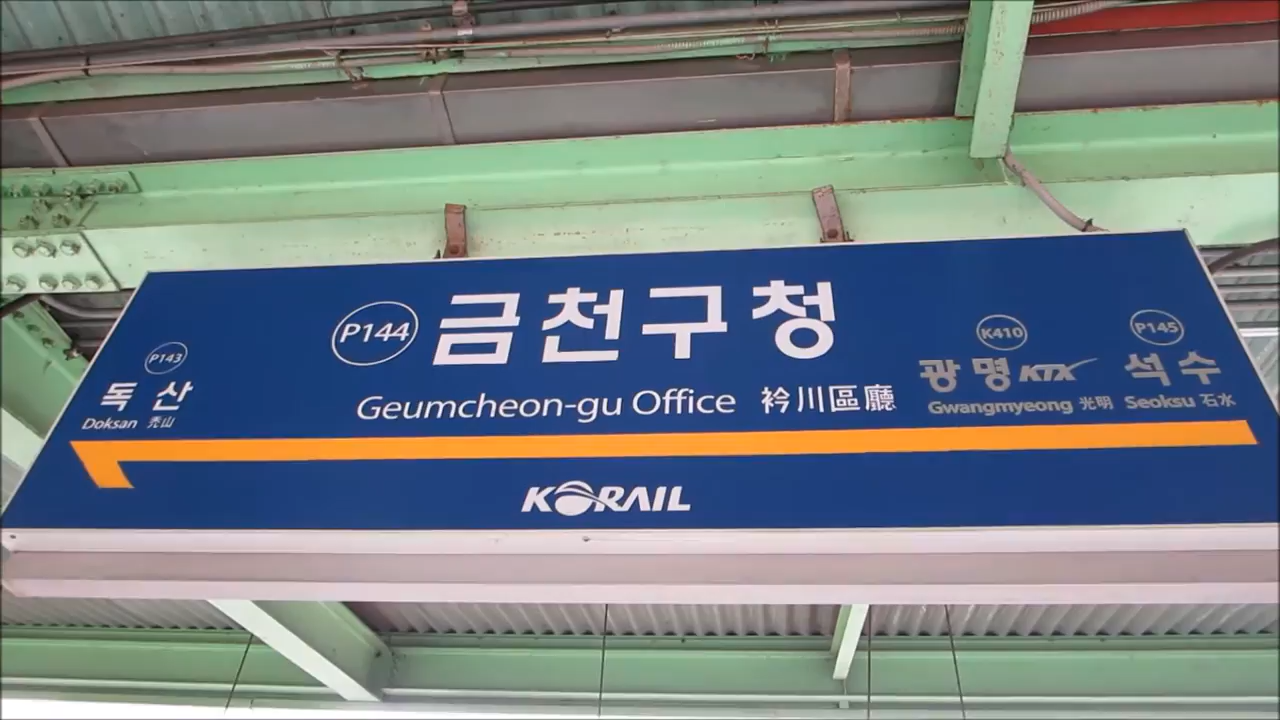 P143
독산
Doksan 禿山
P144 금천구청
Geumcheon-gu Office 衿川區廳
K410
광명 KTX
Gwangmyeong 光明
P145
석수
Seoksu 石水
KORAIL